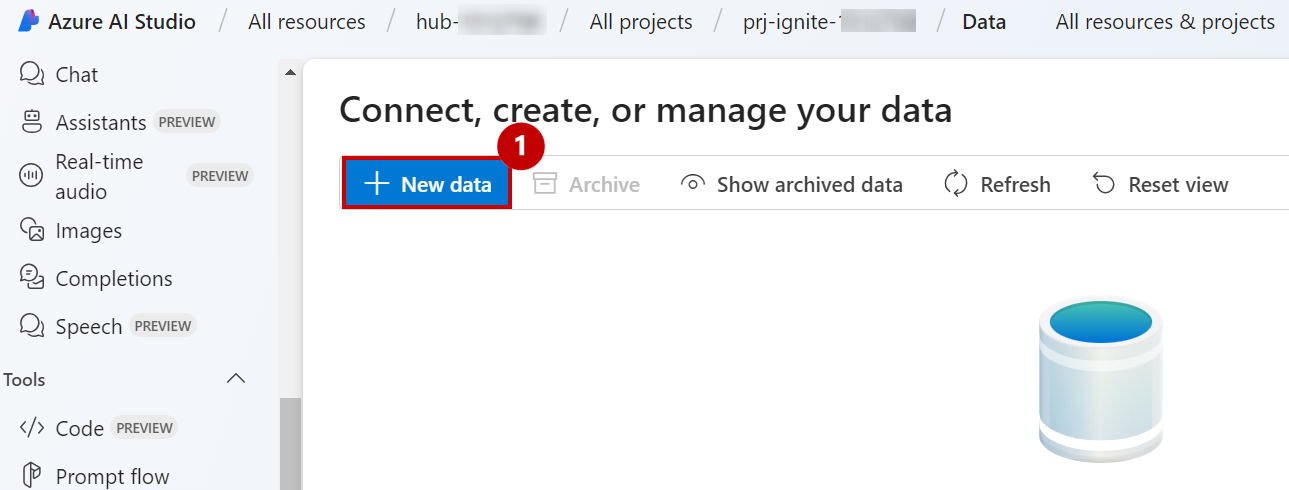 Azure AI Studio / All resources / hub- / All projects / prj-ignite- / Data All resources & projects
Chat
Assistants PREVIEW
Real-time audio PREVIEW
Images
Completions
Speech PREVIEW
Tools
Code PREVIEW
Prompt flow
Connect, create, or manage your data
1
+ New data Archive Show archived data Refresh Reset view